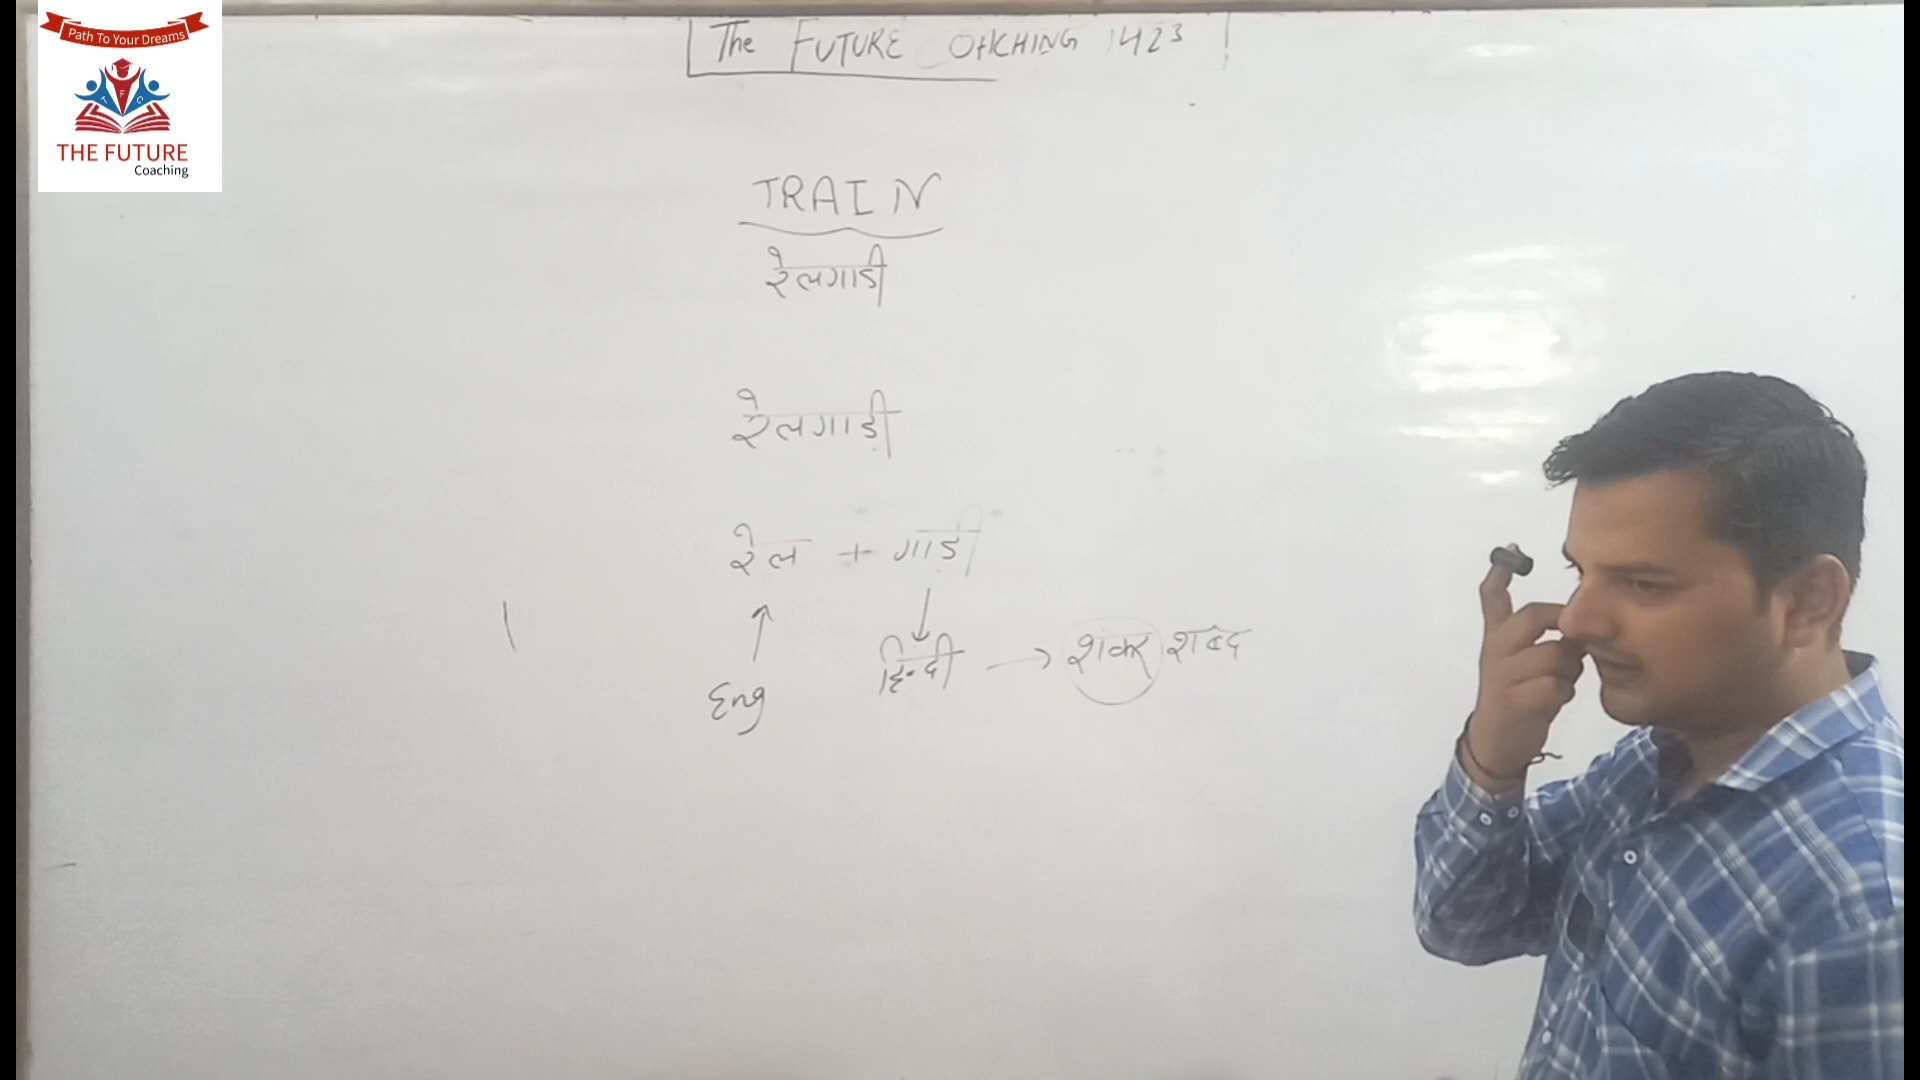 Path To Your Dreams
T F C
THE FUTURE
Coaching
The FUTURE COACHING 1423
TRAIN
रेलगाडी
रेलगाड़ी
रेल + गाड़ी
Eng
हिन्दी → शंकर शब्द